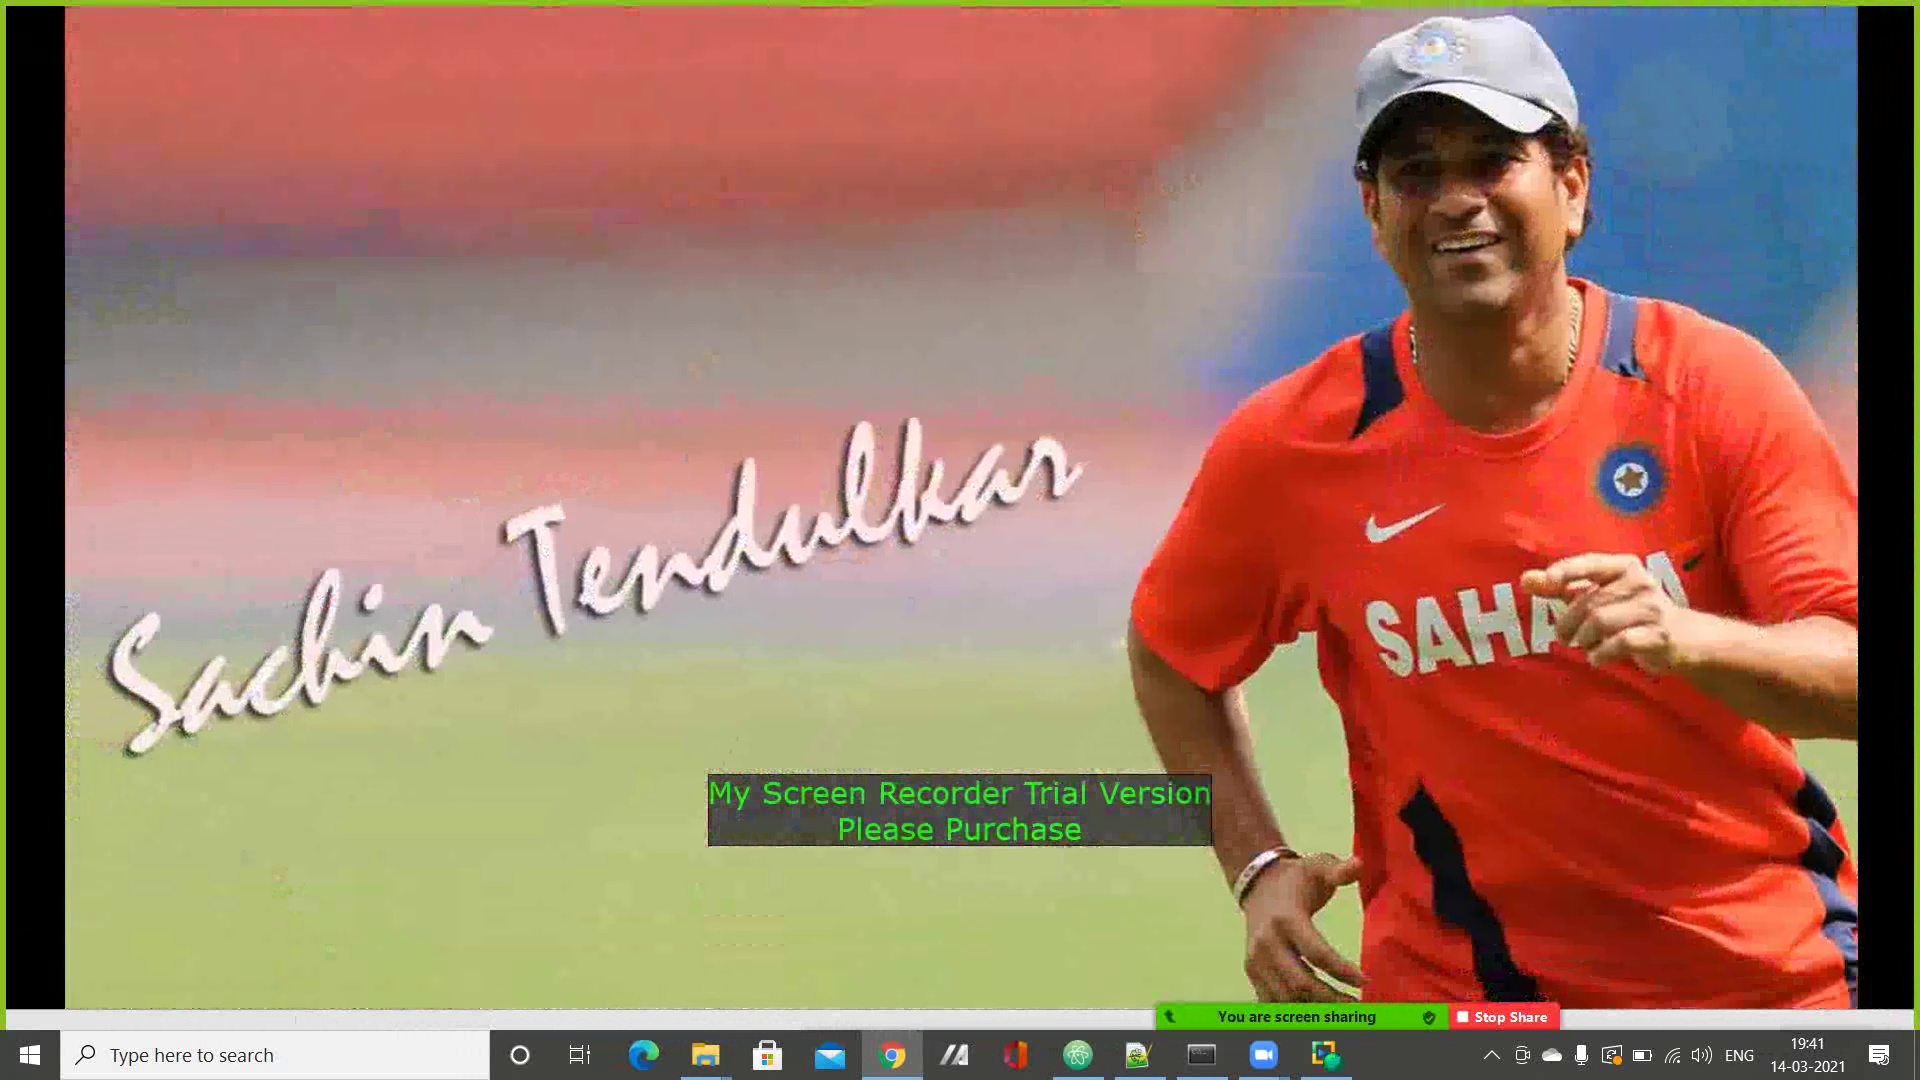 Sachin Tendulkar
SAHA
My Screen Recorder Trial Version
Please Purchase
You are screen sharing
Stop Share
Type here to search
ENG
19:41
14-03-2021